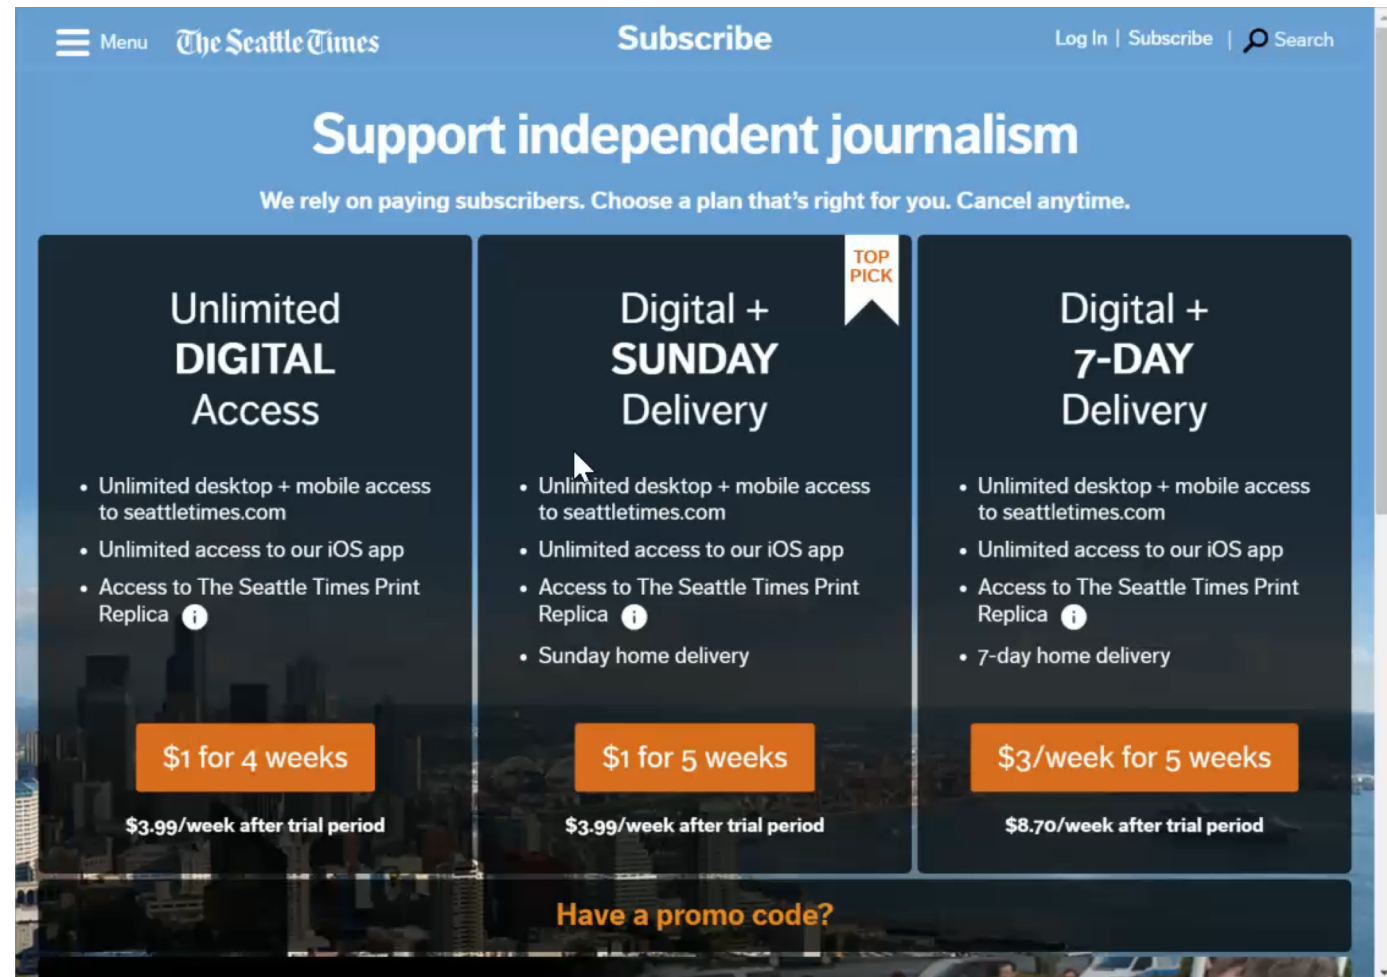 Menu
The Seattle Times
Subscribe
Log In | Subscribe |
Search
Support independent journalism
We rely on paying subscribers. Choose a plan that's right for you. Cancel anytime.
Unlimited
DIGITAL
Access
• Unlimited desktop + mobile access
to seattletimes.com
• Unlimited access to our iOS app
• Access to The Seattle Times Print
Replica i
$1 for 4 weeks
$3.99/week after trial period
TOP
PICK
Digital +
SUNDAY
Delivery
• Unlimited desktop + mobile access
to seattletimes.com
• Unlimited access to our iOS app
• Access to The Seattle Times Print
Replica i
• Sunday home delivery
$1 for 5 weeks
$3.99/week after trial period
Digital +
7-DAY
Delivery
• Unlimited desktop + mobile access
to seattletimes.com
• Unlimited access to our iOS app
• Access to The Seattle Times Print
Replica i
• 7-day home delivery
$3/week for 5 weeks
$8.70/week after trial period
Have a promo code?